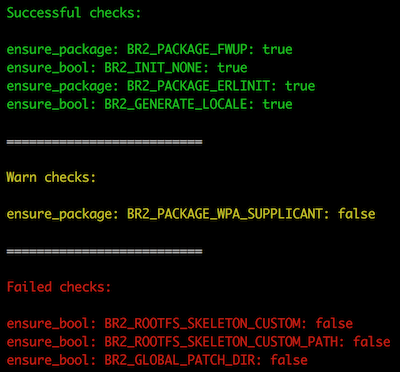 Successful checks:
ensure_package: BR2_PACKAGE_FWUP: true
ensure_bool: BR2_INIT_NONE: true
ensure_package: BR2_PACKAGE_ERLINIT: true
ensure_bool: BR2_GENERATE_LOCALE: true
==========================
Warn checks:
ensure_package: BR2_PACKAGE_WPA_SUPPLICANT: false
==========================
Failed checks:
ensure_bool: BR2_ROOTFS_SKELETON_CUSTOM: false
ensure_bool: BR2_ROOTFS_SKELETON_CUSTOM_PATH: false
ensure_bool: BR2_GLOBAL_PATCH_DIR: false